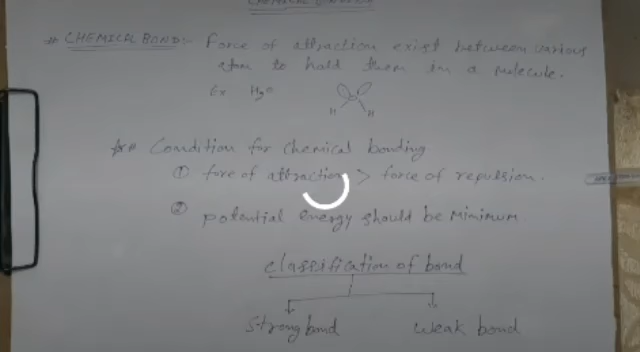 CHEMICAL BOND:- Force of attraction exist between various
atom to hold them in a molecule.
Ex H2O
H H
Condition for chemical bonding
① fore of attraction > force of repulsion.
② potential energy should be Minimum.
classification of bond
Strong bond weak bond